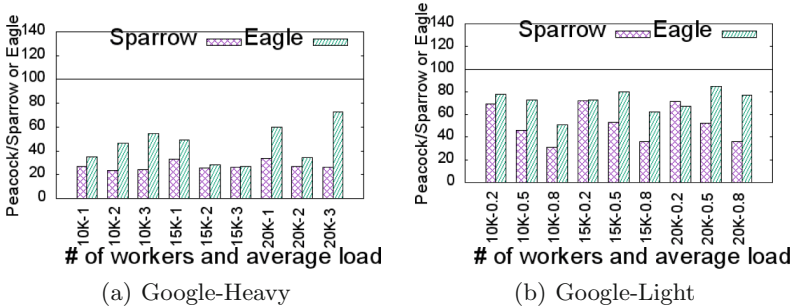 Peacock/Sparrow or Eagle
140
120
100
80
60
40
20
0
Sparrow
Eagle
10K-1
10K-2
10K-3
15K-1
15K-2
15K-3
20K-1
20K-2
20K-3
# of workers and average load
(a) Google-Heavy
Peacock/Sparrow or Eagle
140
120
100
80
60
40
20
0
Sparrow
Eagle
10K-0.2
10K-0.5
10K-0.8
15K-0.2
15K-0.5
15K-0.8
20K-0.2
20K-0.5
20K-0.8
# of workers and average load
(b) Google-Light